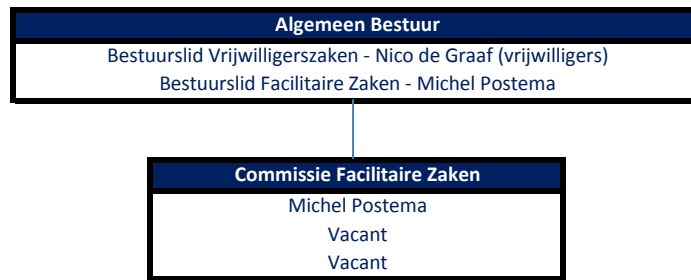 Algemeen Bestuur
Bestuurslid Vrijwilligerszaken - Nico de Graaf (vrijwilligers)
Bestuurslid Facilitaire Zaken - Michel Postema
Commissie Facilitaire Zaken
Michel Postema
Vacant
Vacant